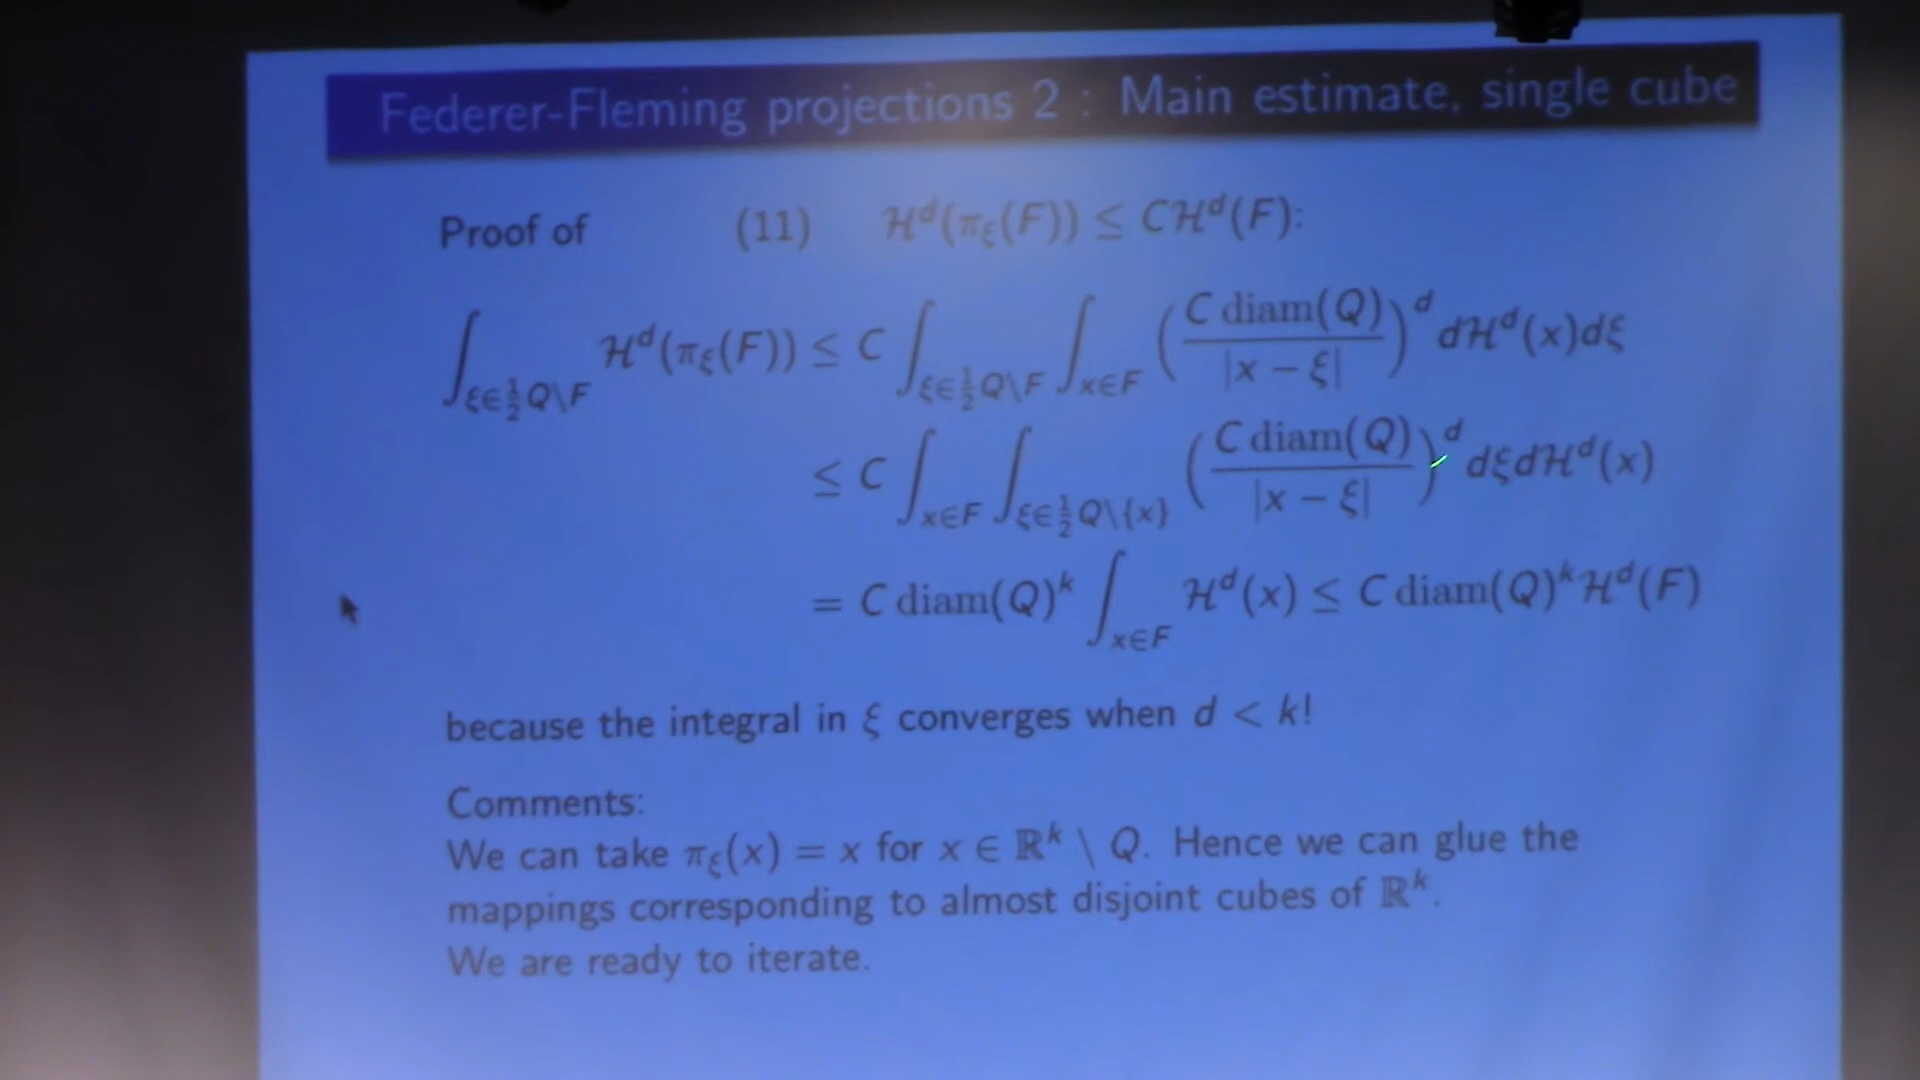 Federer-Fleming projections 2 : Main estimate, single cube
Proof of (11) ℋ^d(π_ξ(F)) ≤ Cℋ^d(F):
∫_{ξ∈½Q\F} ℋ^d(π_ξ(F)) ≤ C ∫_{ξ∈½Q\F} ∫_{x∈F} (C diam(Q) / |x − ξ|)^d dℋ^d(x)dξ
≤ C ∫_{x∈F} ∫_{ξ∈½Q\{x}} (C diam(Q) / |x − ξ|)^d dξdℋ^d(x)
= C diam(Q)^k ∫_{x∈F} ℋ^d(x) ≤ C diam(Q)^k ℋ^d(F)
because the integral in ξ converges when d < k!
Comments:
We can take π_ξ(x) = x for x ∈ ℝ^k \ Q. Hence we can glue the
mappings corresponding to almost disjoint cubes of ℝ^k.
We are ready to iterate.